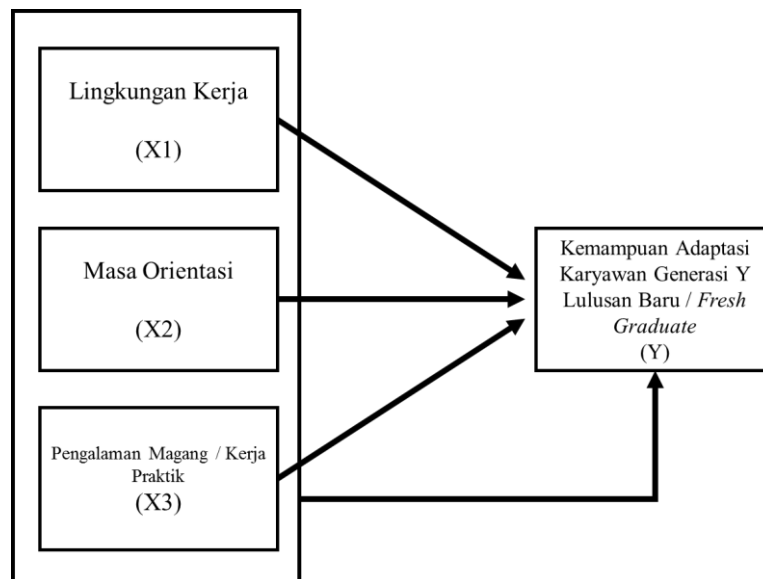 Lingkungan Kerja
(X1)
Masa Orientasi
(X2)
Pengalaman Magang / Kerja
Praktik
(X3)
Kemampuan Adaptasi
Karyawan Generasi Y
Lulusan Baru / Fresh
Graduate
(Y)